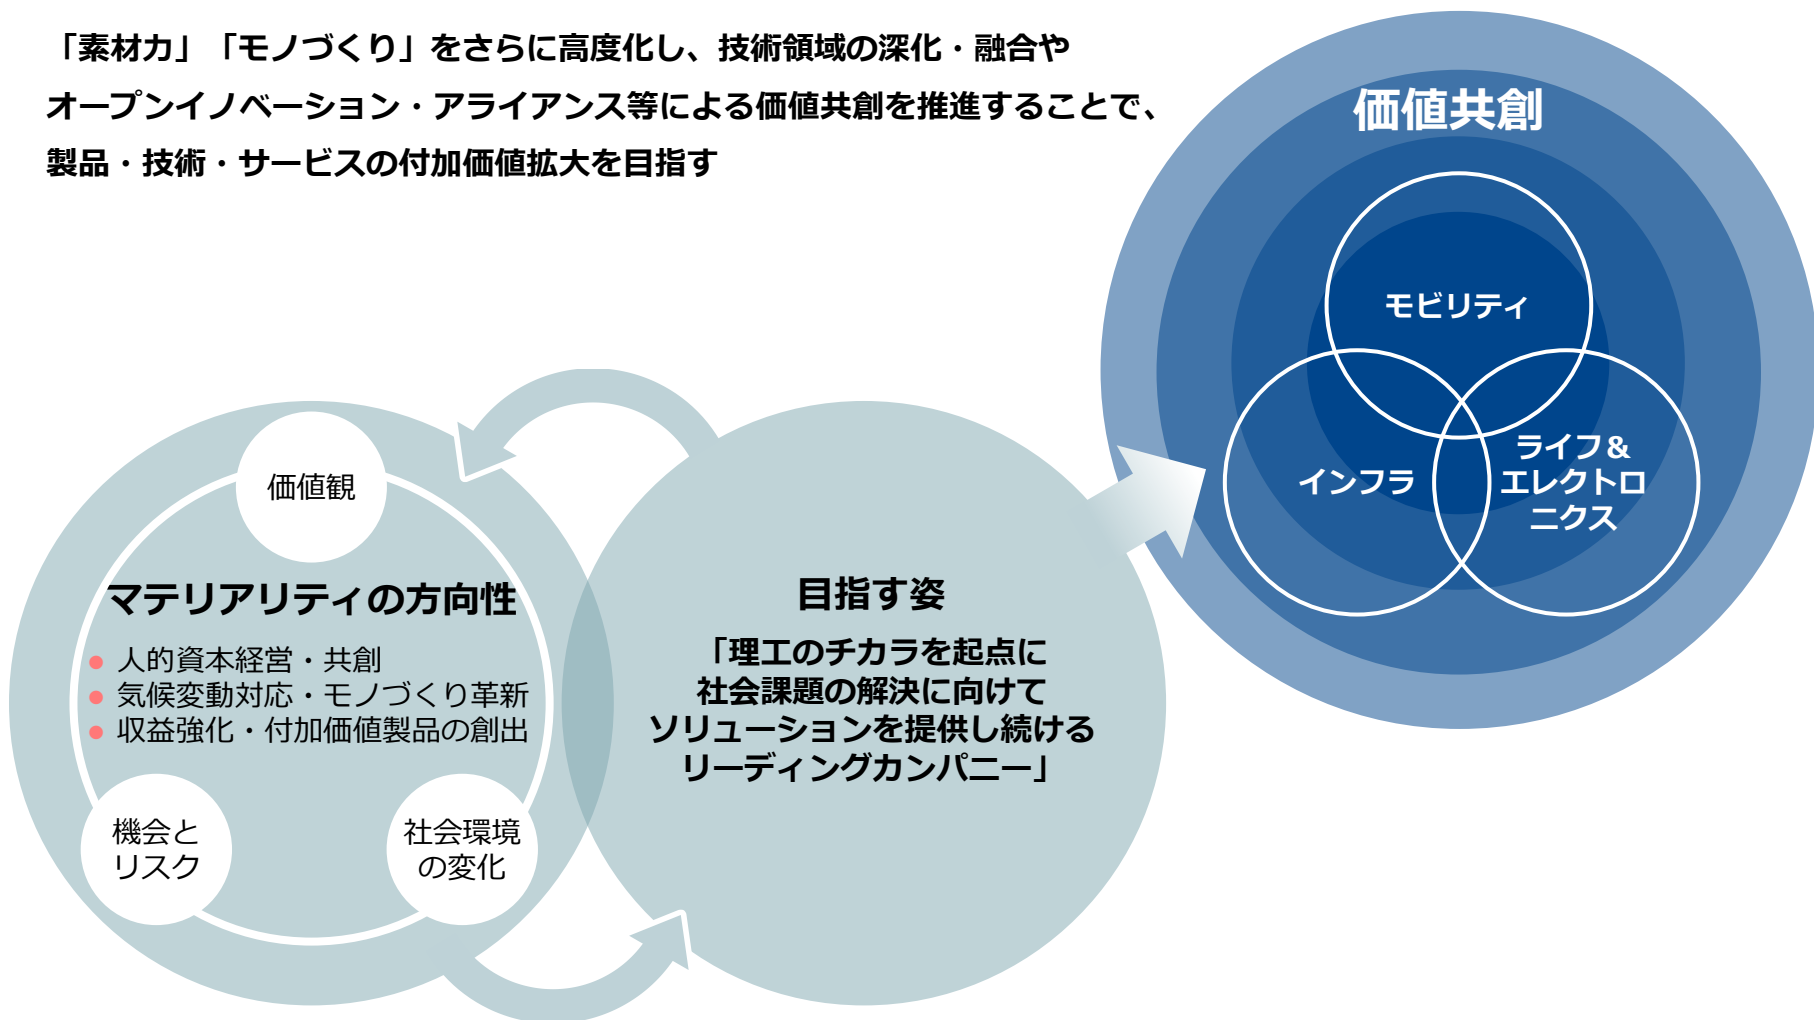 「素材力」「モノづくり」をさらに高度化し、技術領域の深化・融合や
オープンイノベーション・アライアンス等による価値共創を推進することで、
製品・技術・サービスの付加価値拡大を目指す
価値共創
モビリティ
インフラ
ライフ＆
エレクトロ
ニクス
価値観
マテリアリティの方向性
● 人的資本経営・共創
● 気候変動対応・モノづくり革新
● 収益強化・付加価値製品の創出
機会と
リスク
社会環境
の変化
目指す姿
「理工のチカラを起点に
社会課題の解決に向けて
ソリューションを提供し続ける
リーディングカンパニー」